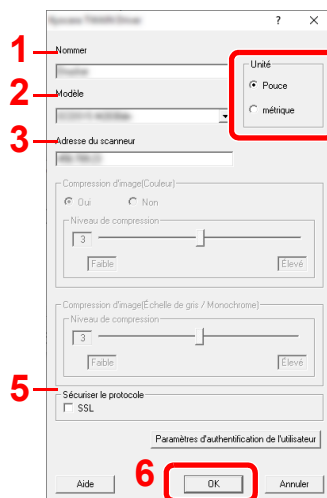 ? ×
1 Nommer
Unité
Pouce
métrique
2 Modèle
3 Adresse du scanneur
Compression d'image(Couleur)
Oui Non
Niveau de compression
3
Faible Élevé
Compression d'image(Échelle de gris / Monochrome)
Niveau de compression
3
Faible Élevé
5 Sécuriser le protocole
SSL
Paramètres d'authentification de l'utilisateur
6
Aide OK Annuler